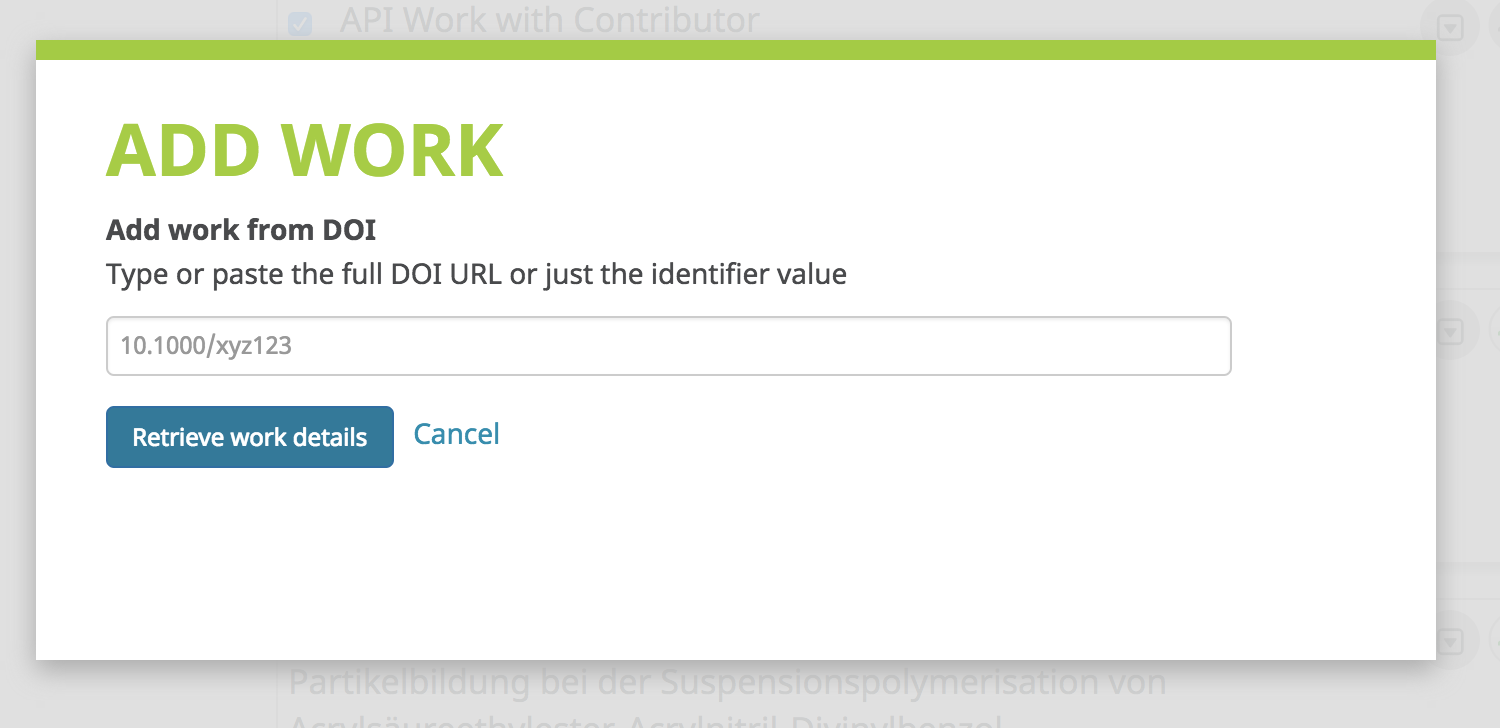 API Work with Contributor
ADD WORK
Add work from DOI
Type or paste the full DOI URL or just the identifier value
10.1000/xyz123
Retrieve work details Cancel
Partikelbildung bei der Suspensionspolymerisation von
Acrylsäureethylester-Acrylnitril-Divinylbenzol